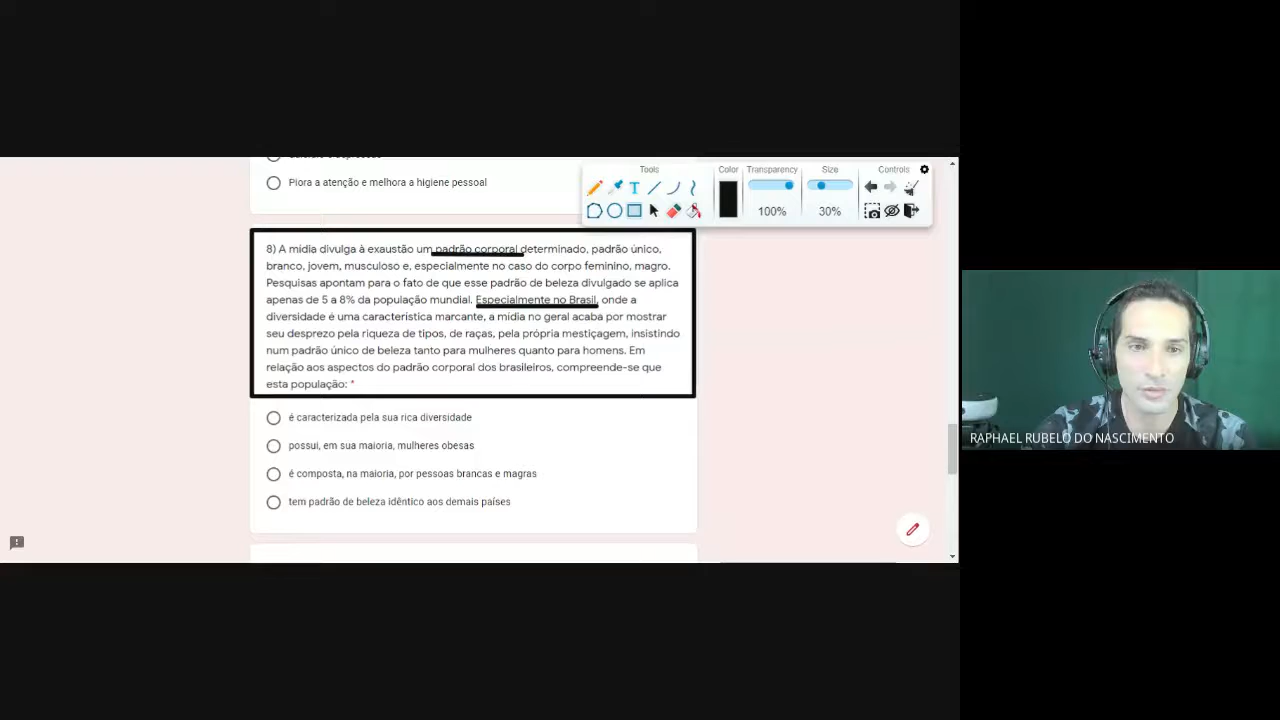 Piora a atenção e melhora a higiene pessoal
Tools
Color
Transparency
Size
Controls
100%
30%
8) A mídia divulga à exaustão um padrão corporal determinado, padrão único,
branco, jovem, musculoso e, especialmente no caso do corpo feminino, magro.
Pesquisas apontam para o fato de que esse padrão de beleza divulgado se aplica
apenas de 5 a 8% da população mundial. Especialmente no Brasil, onde a
diversidade é uma característica marcante, a mídia no geral acaba por mostrar
seu desprezo pela riqueza de tipos, de raças, pela própria mestiçagem, insistindo
num padrão único de beleza tanto para mulheres quanto para homens. Em
relação aos aspectos do padrão corporal dos brasileiros, compreende-se que
esta população: *
é caracterizada pela sua rica diversidade
possui, em sua maioria, mulheres obesas
é composta, na maioria, por pessoas brancas e magras
tem padrão de beleza idêntico aos demais países
RAPHAEL RUBELO DO NASCIMENTO